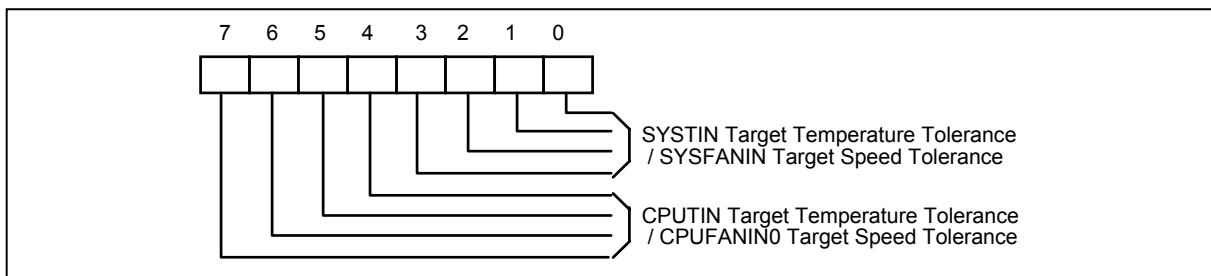 7 6 5 4 3 2 1 0
SYSTIN Target Temperature Tolerance
/ SYSFANIN Target Speed Tolerance
CPUTIN Target Temperature Tolerance
/ CPUFANIN0 Target Speed Tolerance